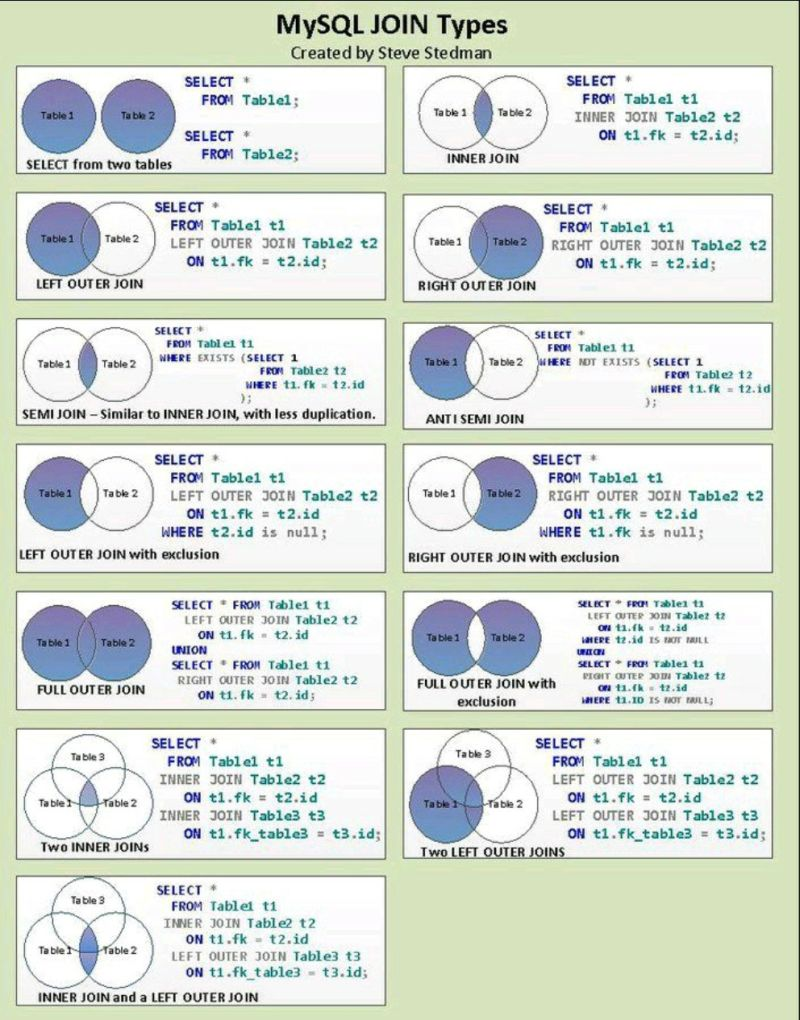 MySQL JOIN Types
Created by Steve Stedman
Table 1
Table 2
SELECT *
FROM Table1;
SELECT *
FROM Table2;
SELECT from two tables
Table 1
Table 2
SELECT *
FROM Table1 t1
INNER JOIN Table2 t2
ON t1.fk = t2.id;
INNER JOIN
Table 1
Table 2
SELECT *
FROM Table1 t1
LEFT OUTER JOIN Table2 t2
ON t1.fk = t2.id;
LEFT OUTER JOIN
Table 1
Table 2
SELECT *
FROM Table1 t1
RIGHT OUTER JOIN Table2 t2
ON t1.fk = t2.id;
RIGHT OUTER JOIN
Table 1
Table 2
SELECT *
FROM Table1 t1
WHERE EXISTS (SELECT 1
FROM Table2 t2
WHERE t1.fk = t2.id
);
SEMI JOIN – Similar to INNER JOIN, with less duplication.
Table 1
Table 2
SELECT *
FROM Table1 t1
WHERE NOT EXISTS (SELECT 1
FROM Table2 t2
WHERE t1.fk = t2.id
);
ANTI SEMI JOIN
Table 1
Table 2
SELECT *
FROM Table1 t1
LEFT OUTER JOIN Table2 t2
ON t1.fk = t2.id
WHERE t2.id is null;
LEFT OUTER JOIN with exclusion
Table 1
Table 2
SELECT *
FROM Table1 t1
RIGHT OUTER JOIN Table2 t2
ON t1.fk = t2.id
WHERE t1.fk is null;
RIGHT OUTER JOIN with exclusion
Table 1
Table 2
SELECT * FROM Table1 t1
LEFT OUTER JOIN Table2 t2
ON t1.fk = t2.id
UNION
SELECT * FROM Table1 t1
RIGHT OUTER JOIN Table2 t2
ON t1.fk = t2.id;
FULL OUTER JOIN
Table 1
Table 2
SELECT * FROM Table1 t1
LEFT OUTER JOIN Table2 t2
ON t1.fk = t2.id
WHERE t2.id IS NOT NULL
UNION
SELECT * FROM Table1 t1
RIGHT OUTER JOIN Table2 t2
ON t1.fk = t2.id
WHERE t1.ID IS NOT NULL;
FULL OUTER JOIN with
exclusion
Table 3
Table 1
Table 2
SELECT *
FROM Table1 t1
INNER JOIN Table2 t2
ON t1.fk = t2.id
INNER JOIN Table3 t3
ON t1.fk_table3 = t3.id;
Two INNER JOINs
Table 3
Table 1
Table 2
SELECT *
FROM Table1 t1
LEFT OUTER JOIN Table2 t2
ON t1.fk = t2.id
LEFT OUTER JOIN Table3 t3
ON t1.fk_table3 = t3.id;
Two LEFT OUTER JOINS
Table 3
Table 1
Table 2
SELECT *
FROM Table1 t1
INNER JOIN Table2 t2
ON t1.fk = t2.id
LEFT OUTER JOIN Table3 t3
ON t1.fk_table3 = t3.id;
INNER JOIN and a LEFT OUTER JOIN